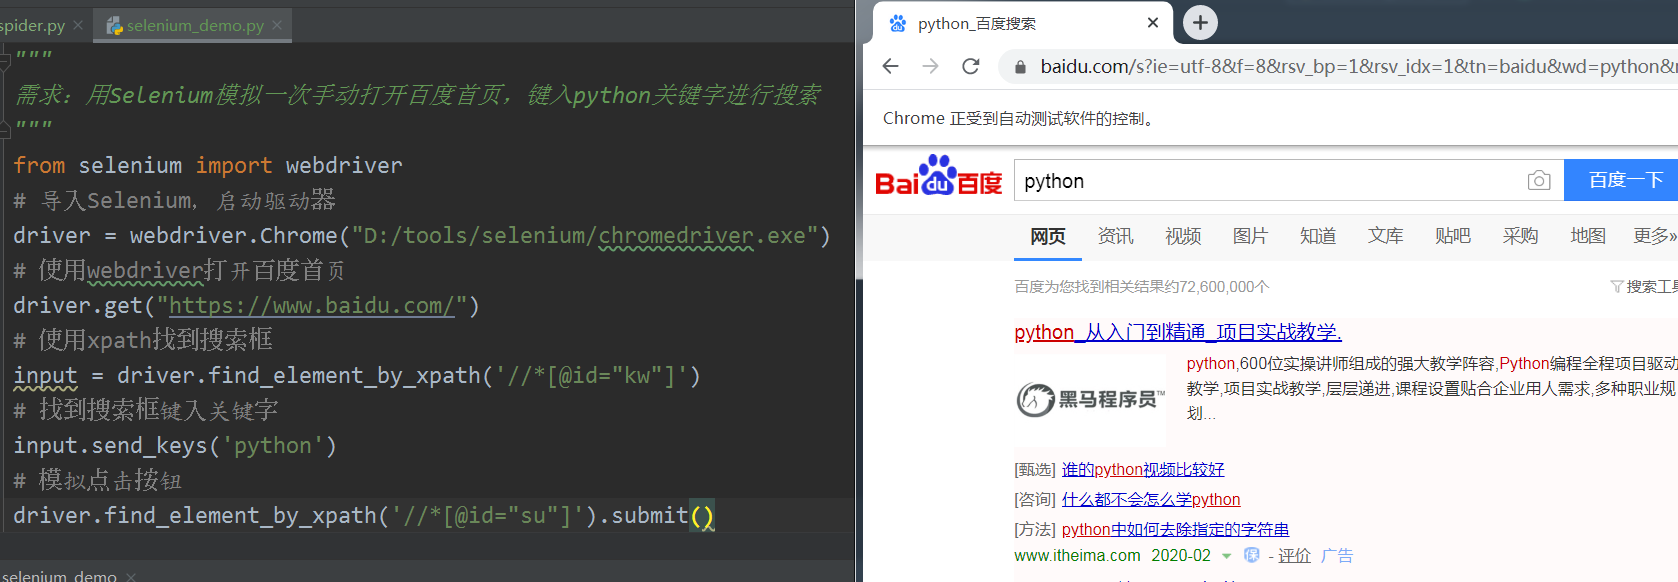 spider.py
selenium_demo.py
"""
需求：用Selenium模拟一次手动打开百度首页，键入python关键字进行搜索
"""
from selenium import webdriver
# 导入Selenium，启动驱动器
driver = webdriver.Chrome("D:/tools/selenium/chromedriver.exe")
# 使用webdriver打开百度首页
driver.get("https://www.baidu.com/")
# 使用xpath找到搜索框
input = driver.find_element_by_xpath('//*[@id="kw"]')
# 找到搜索框键入关键字
input.send_keys('python')
# 模拟点击按钮
driver.find_element_by_xpath('//*[@id="su"]').submit()
selenium_demo
python_百度搜索
baidu.com/s?ie=utf-8&f=8&rsv_bp=1&rsv_idx=1&tn=baidu&wd=python&
Chrome 正受到自动测试软件的控制。
Bai du 百度
python
百度一下
网页 资讯 视频 图片 知道 文库 贴吧 采购 地图 更多»
百度为您找到相关结果约72,600,000个
搜索工具
python_从入门到精通_项目实战教学.
python,600位实操讲师组成的强大教学阵容,Python编程全程项目驱动
教学,项目实战教学,层层递进,课程设置贴合企业用人需求,多种职业规
划...
黑马程序员™
[甄选] 谁的python视频比较好
[咨询] 什么都不会怎么学python
[方法] python中如何去除指定的字符串
www.itheima.com 2020-02 保 - 评价 广告